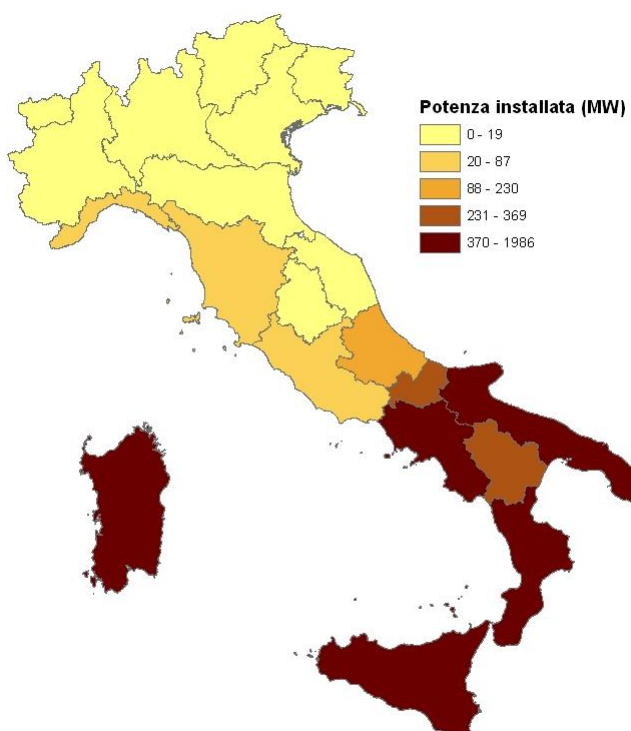 Potenza installata (MW)
0 - 19
20 - 87
88 - 230
231 - 369
370 - 1986